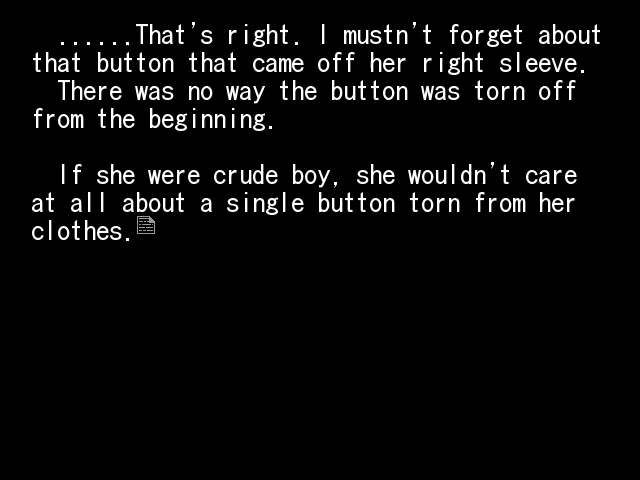 ......That's right. I mustn't forget about
that button that came off her right sleeve.
There was no way the button was torn off
from the beginning.
If she were crude boy, she wouldn't care
at all about a single button torn from her
clothes.